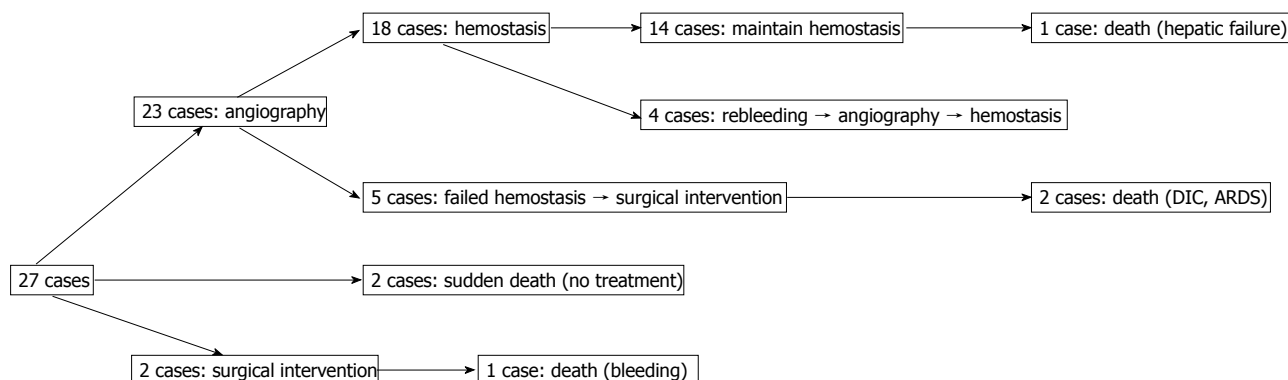 18 cases: hemostasis
14 cases: maintain hemostasis
1 case: death (hepatic failure)
23 cases: angiography
4 cases: rebleeding → angiography → hemostasis
5 cases: failed hemostasis → surgical intervention
2 cases: death (DIC, ARDS)
27 cases
2 cases: sudden death (no treatment)
2 cases: surgical intervention
1 case: death (bleeding)